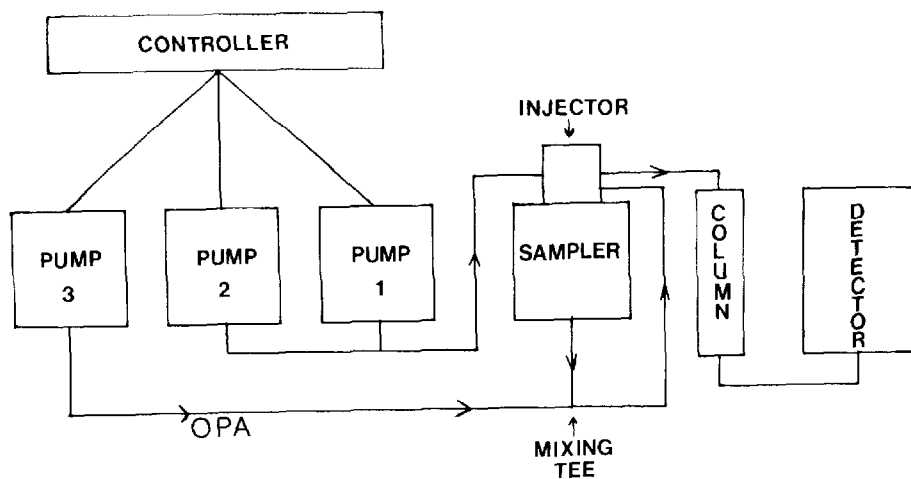 CONTROLLER
INJECTOR
PUMP
3
PUMP
2
PUMP
1
SAMPLER
COLUMN
DETECTOR
OPA
MIXING
TEE